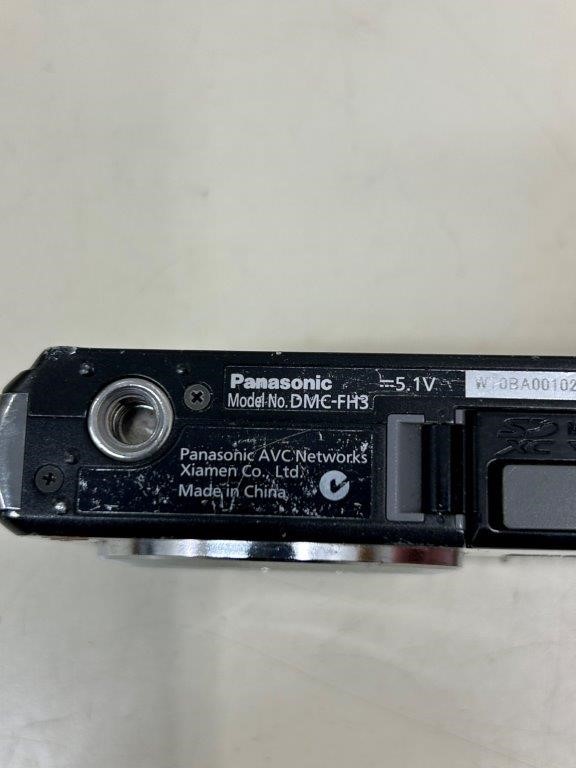 Panasonic
Model No. DMC-FH3
⎓5.1V
Panasonic AVC Networks
Xiamen Co., Ltd.
Made in China